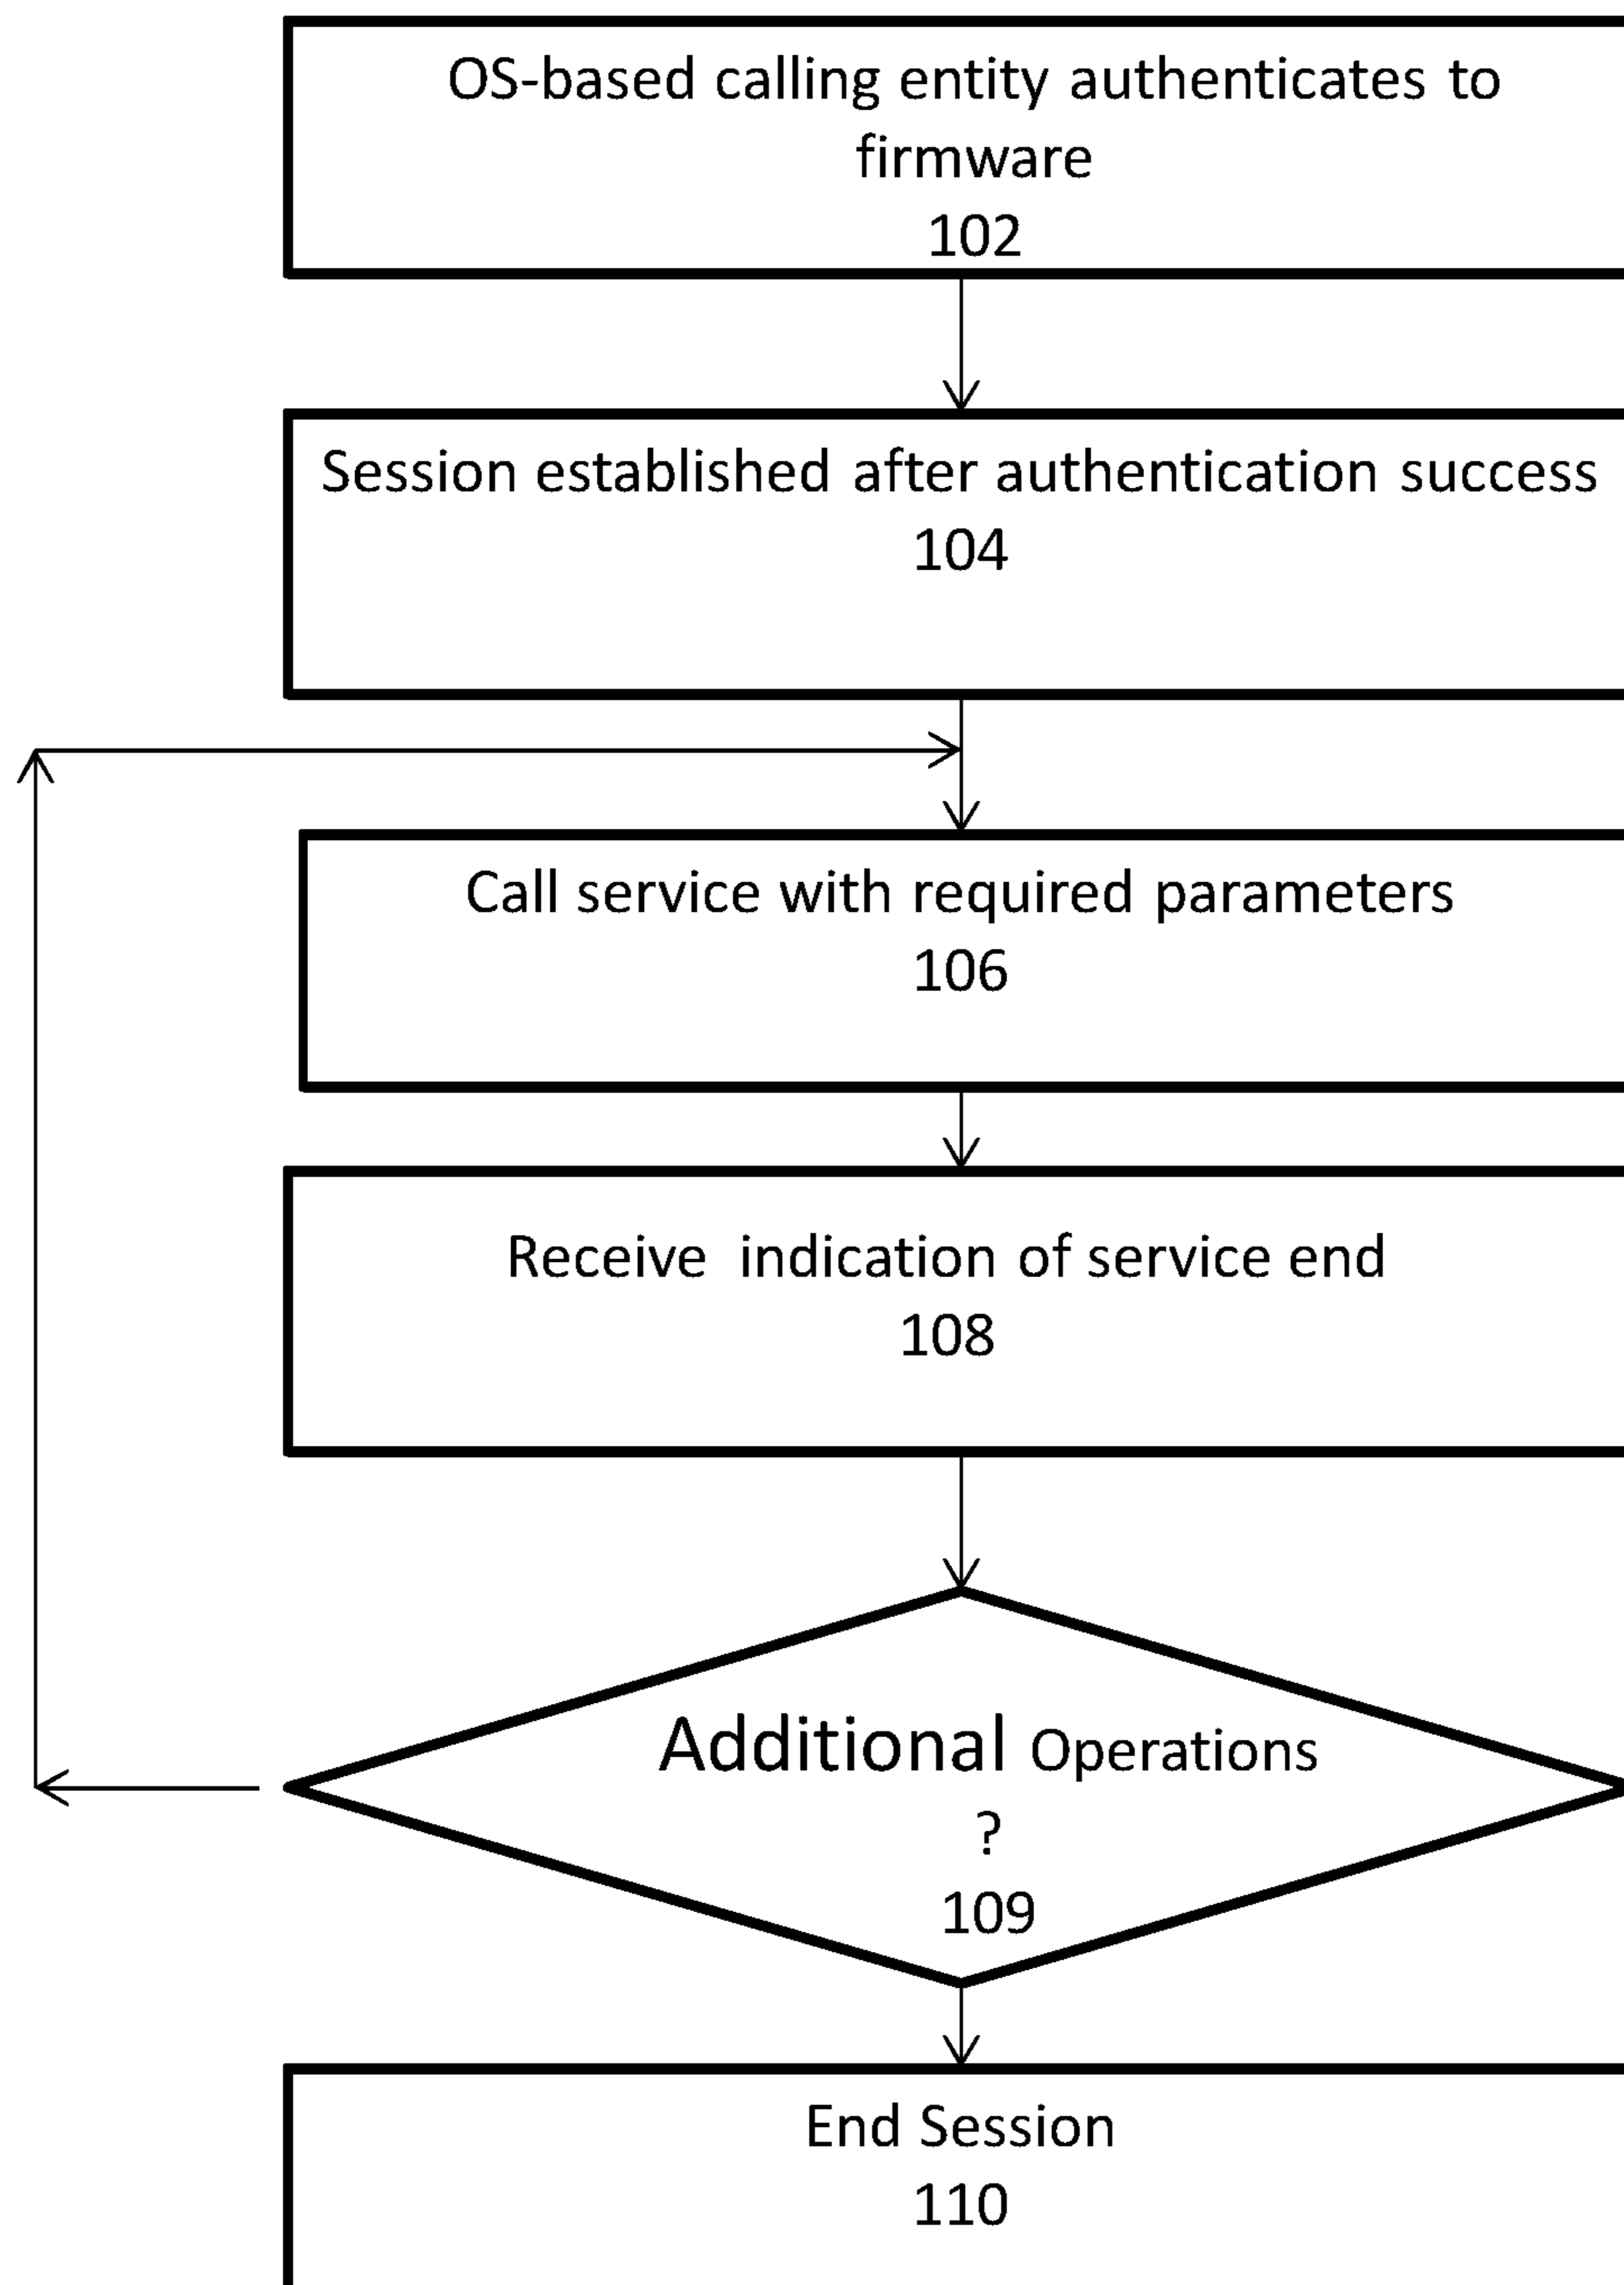 OS-based calling entity authenticates to
firmware
102
Session established after authentication success
104
Call service with required parameters
106
Receive indication of service end
108
Additional Operations
?
109
End Session
110